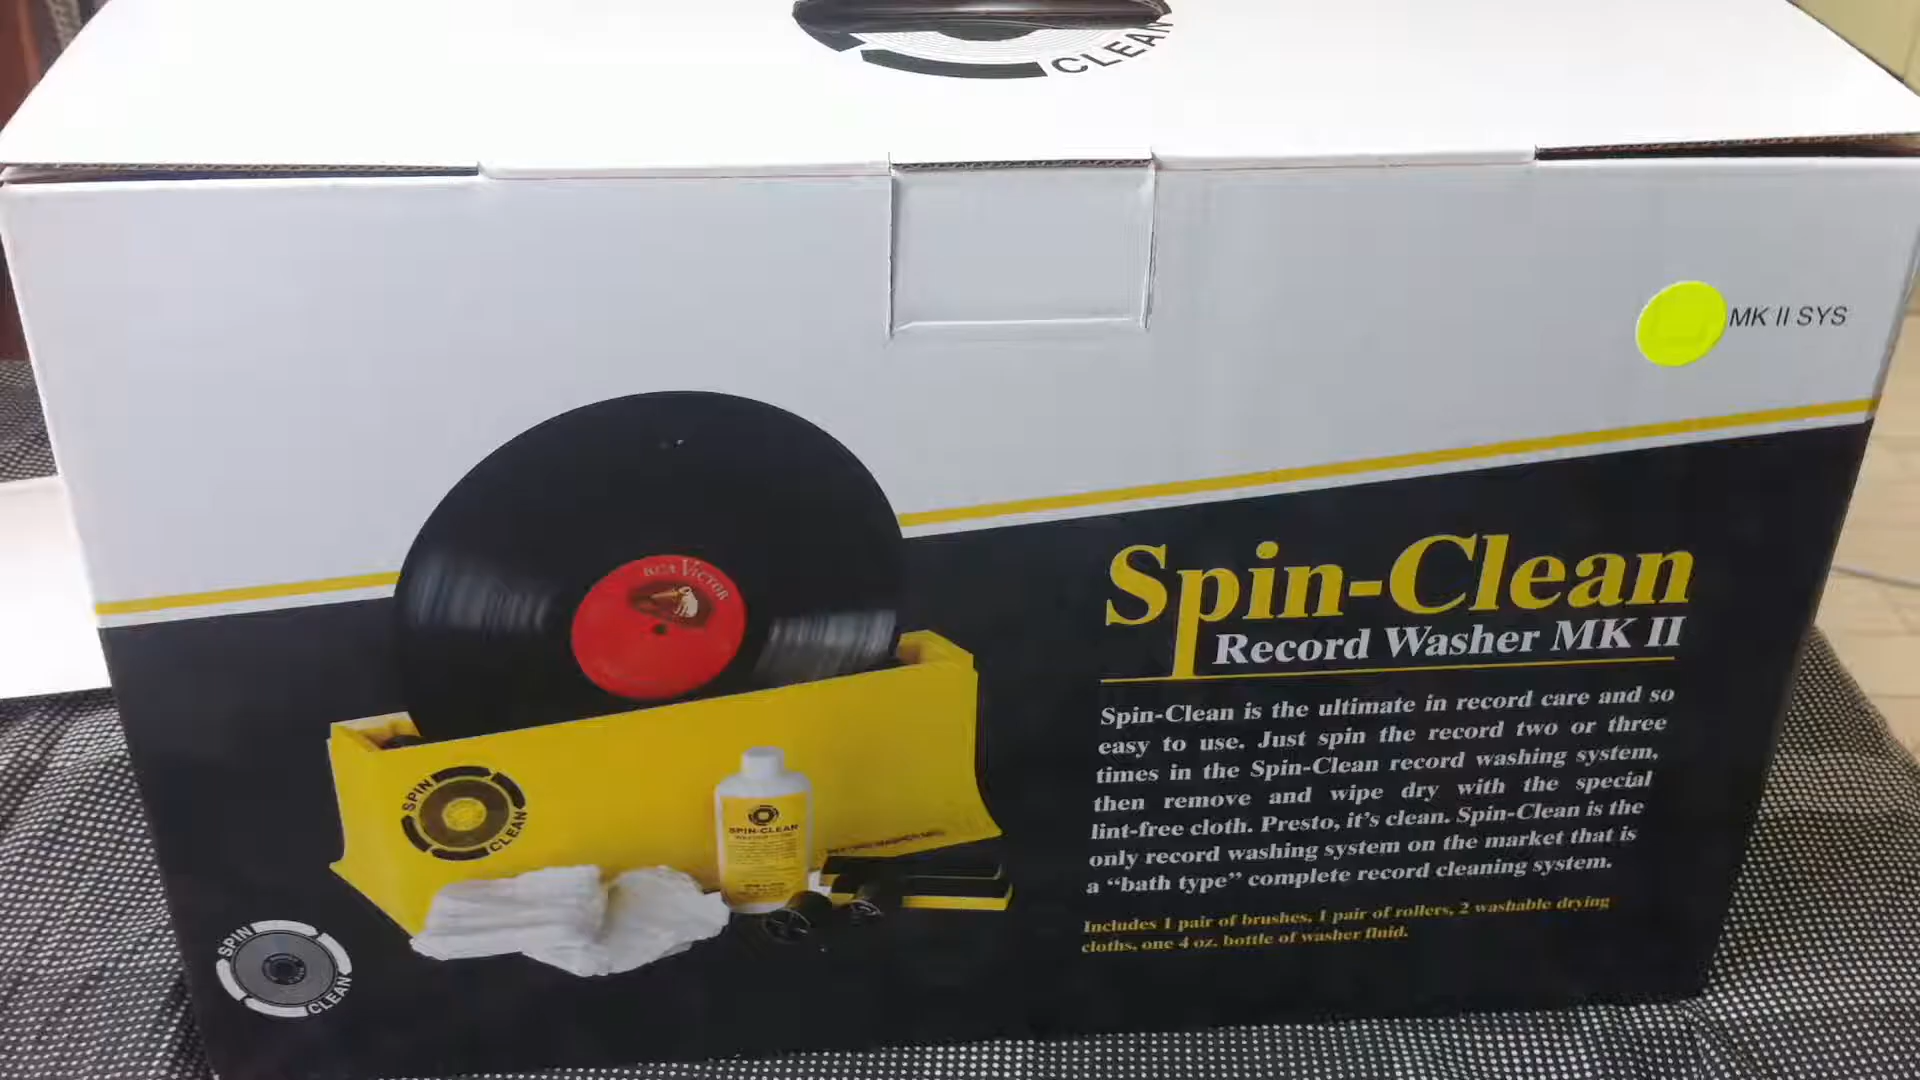 CLEAN
MK II SYS
RCA VICTOR
Spin-Clean
Record Washer MK II
Spin-Clean is the ultimate in record care and so
easy to use. Just spin the record two or three
times in the Spin-Clean record washing system,
then remove and wipe dry with the special
lint-free cloth. Presto, it's clean. Spin-Clean is the
only record washing system on the market that is
a “bath type” complete record cleaning system.
Includes 1 pair of brushes, 1 pair of rollers, 2 washable drying
cloths, one 4 oz. bottle of washer fluid.
SPIN
CLEAN
SPIN-CLEAN
SPIN
CLEAN